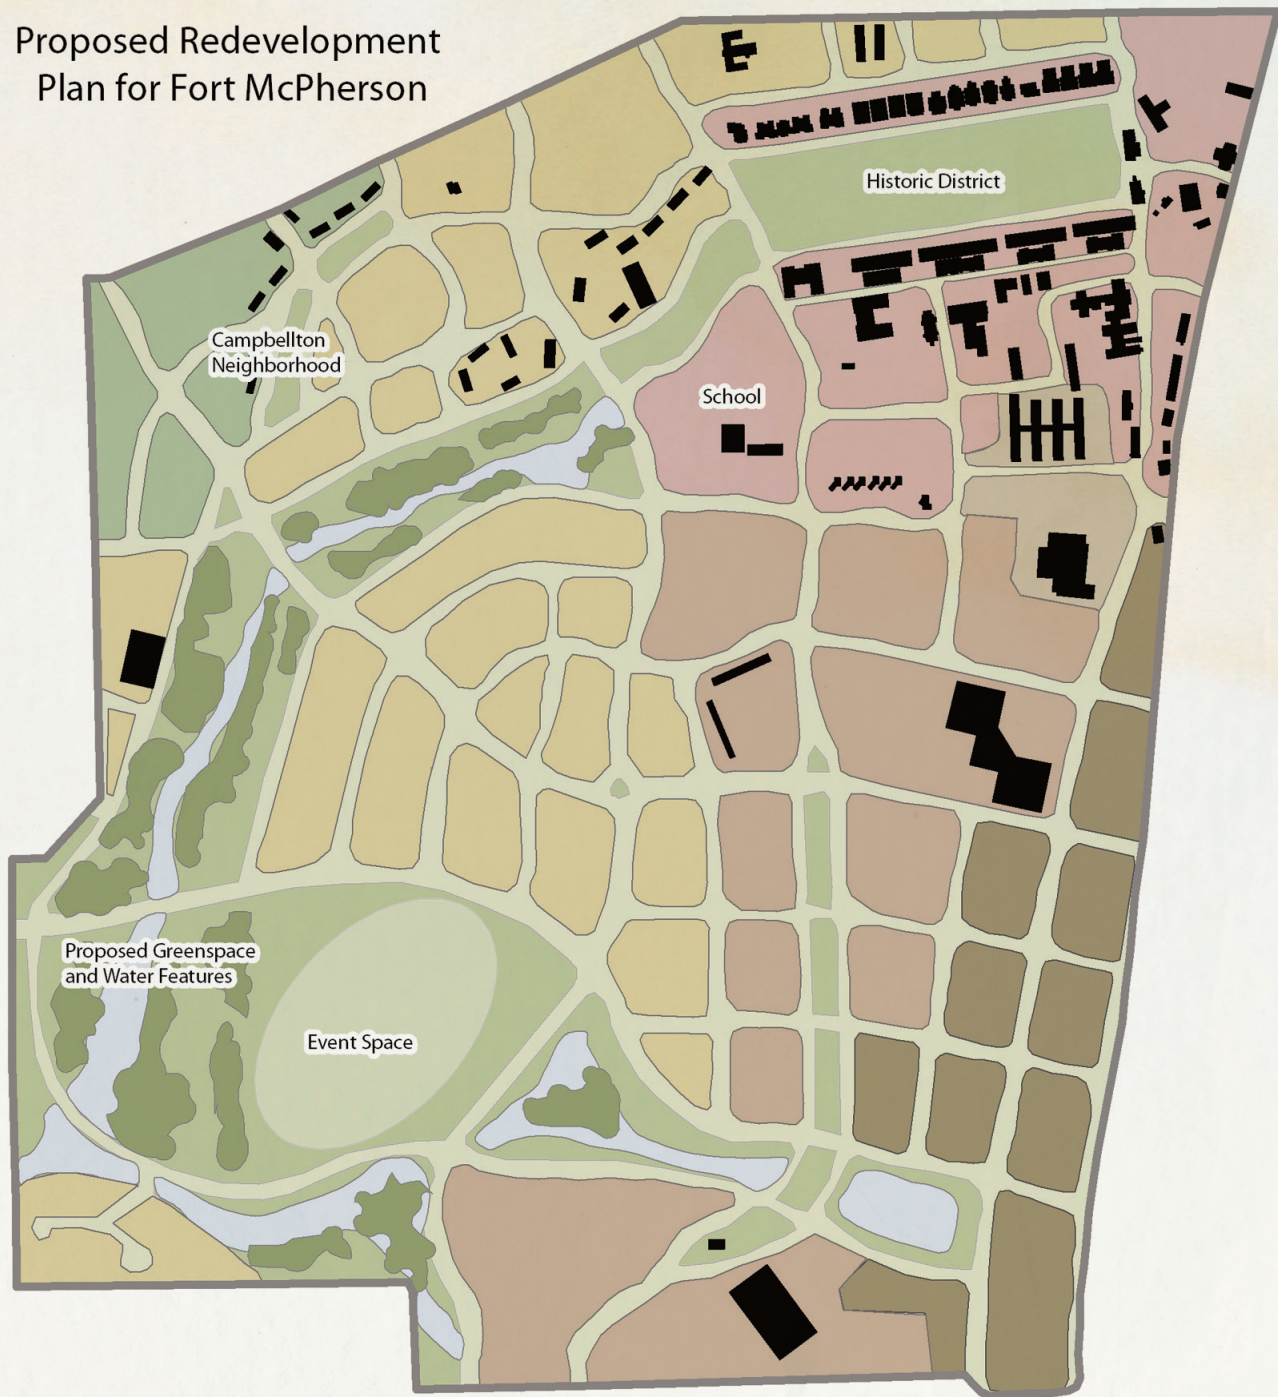 Proposed Redevelopment
Plan for Fort McPherson
Historic District
Campbellton
Neighborhood
School
Proposed Greenspace
and Water Features
Event Space